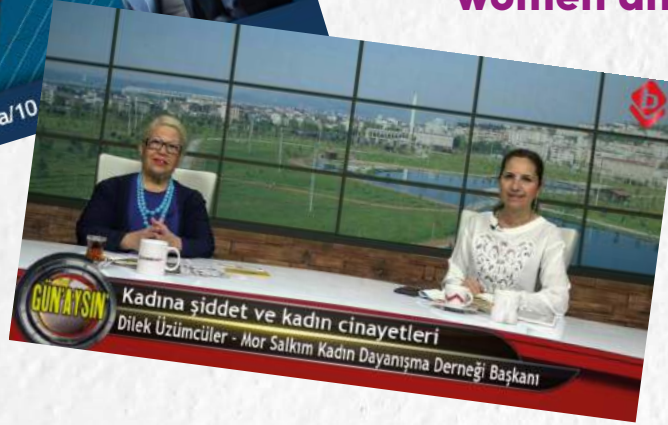 women an
a/10
b
GÜN AYSIN
Kadına şiddet ve kadın cinayetleri
Dilek Üzümcüler - Mor Salkım Kadın Dayanışma Derneği Başkanı